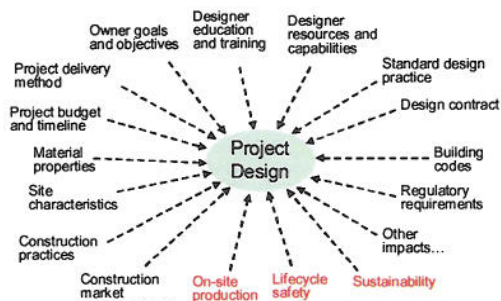 Owner goals
and objectives
Designer
education
and training
Designer
resources and
capabilities
Standard design
practice
Design contract
Building
codes
Regulatory
requirements
Other
impacts...
Sustainability
Lifecycle
safety
On-site
production
Construction
market
Construction
practices
Site
characteristics
Material
properties
Project budget
and timeline
Project delivery
method
Project
Design